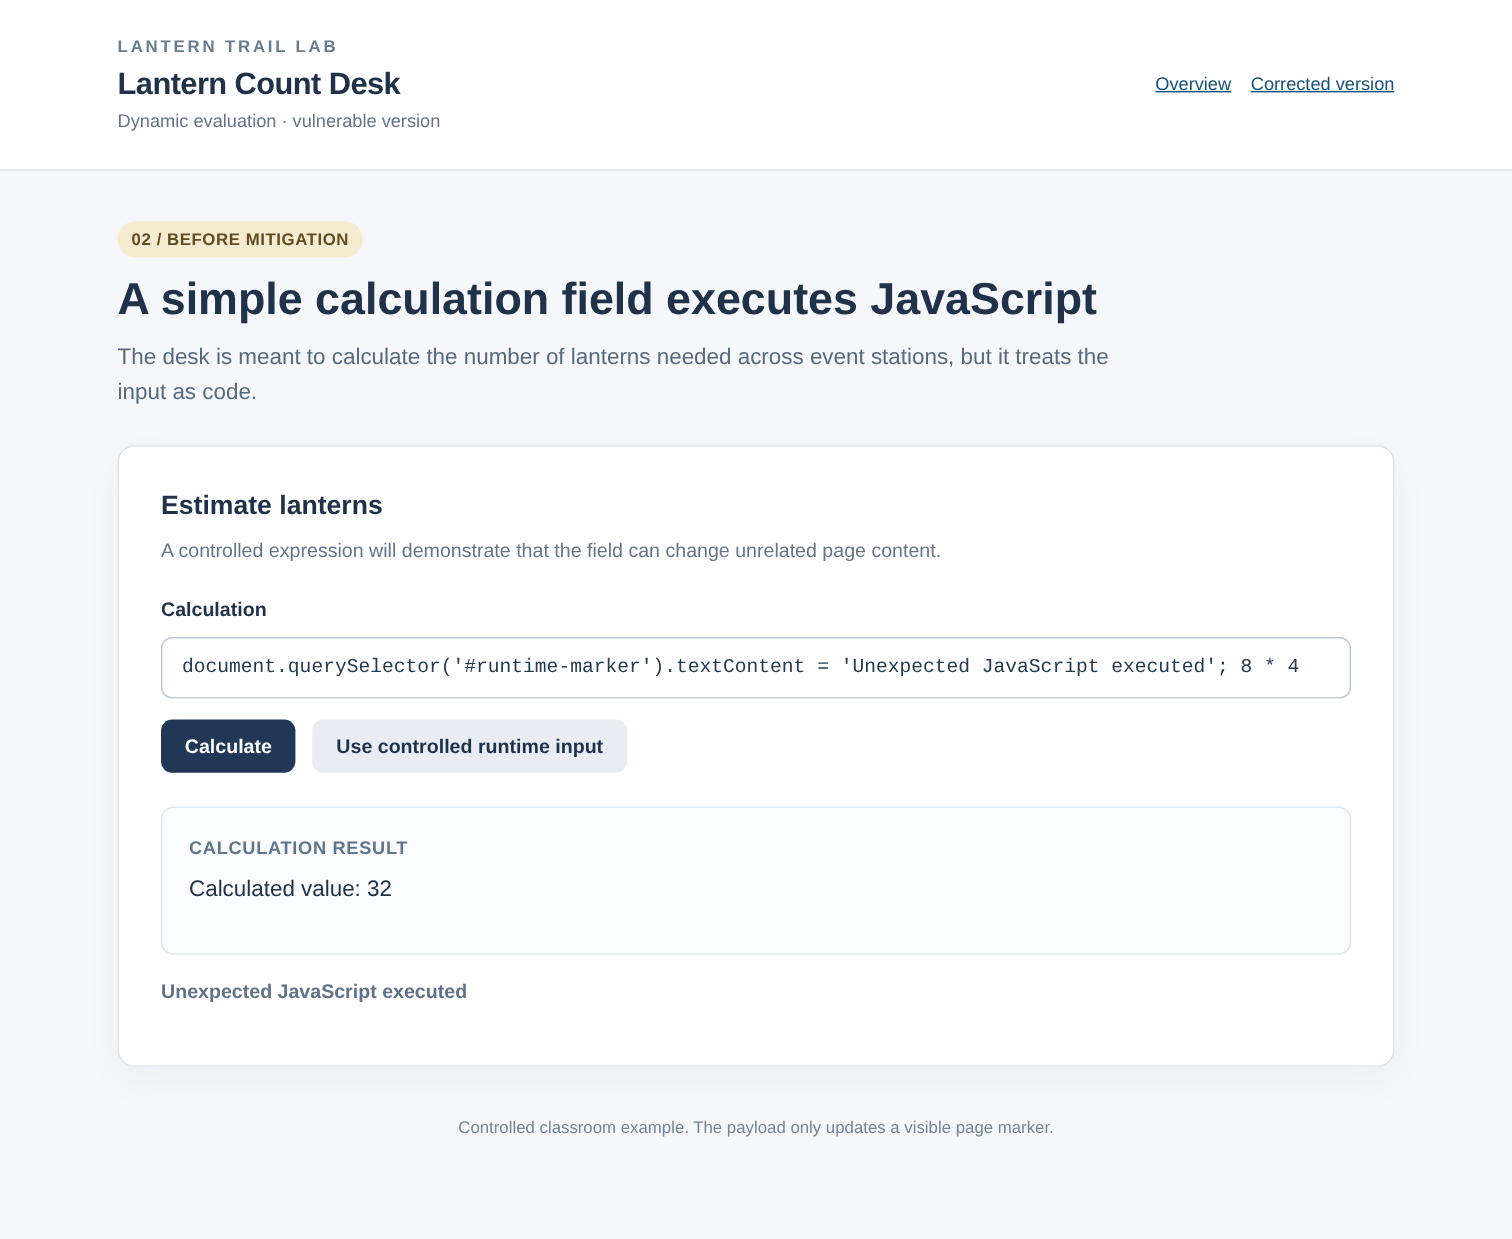 LANTERN TRAIL LAB
Lantern Count Desk
Dynamic evaluation · vulnerable version
Overview Corrected version
02 / BEFORE MITIGATION
A simple calculation field executes JavaScript
The desk is meant to calculate the number of lanterns needed across event stations, but it treats the
input as code.
Estimate lanterns
A controlled expression will demonstrate that the field can change unrelated page content.
Calculation
document.querySelector('#runtime-marker').textContent = 'Unexpected JavaScript executed'; 8 * 4
Calculate Use controlled runtime input
CALCULATION RESULT
Calculated value: 32
Unexpected JavaScript executed
Controlled classroom example. The payload only updates a visible page marker.